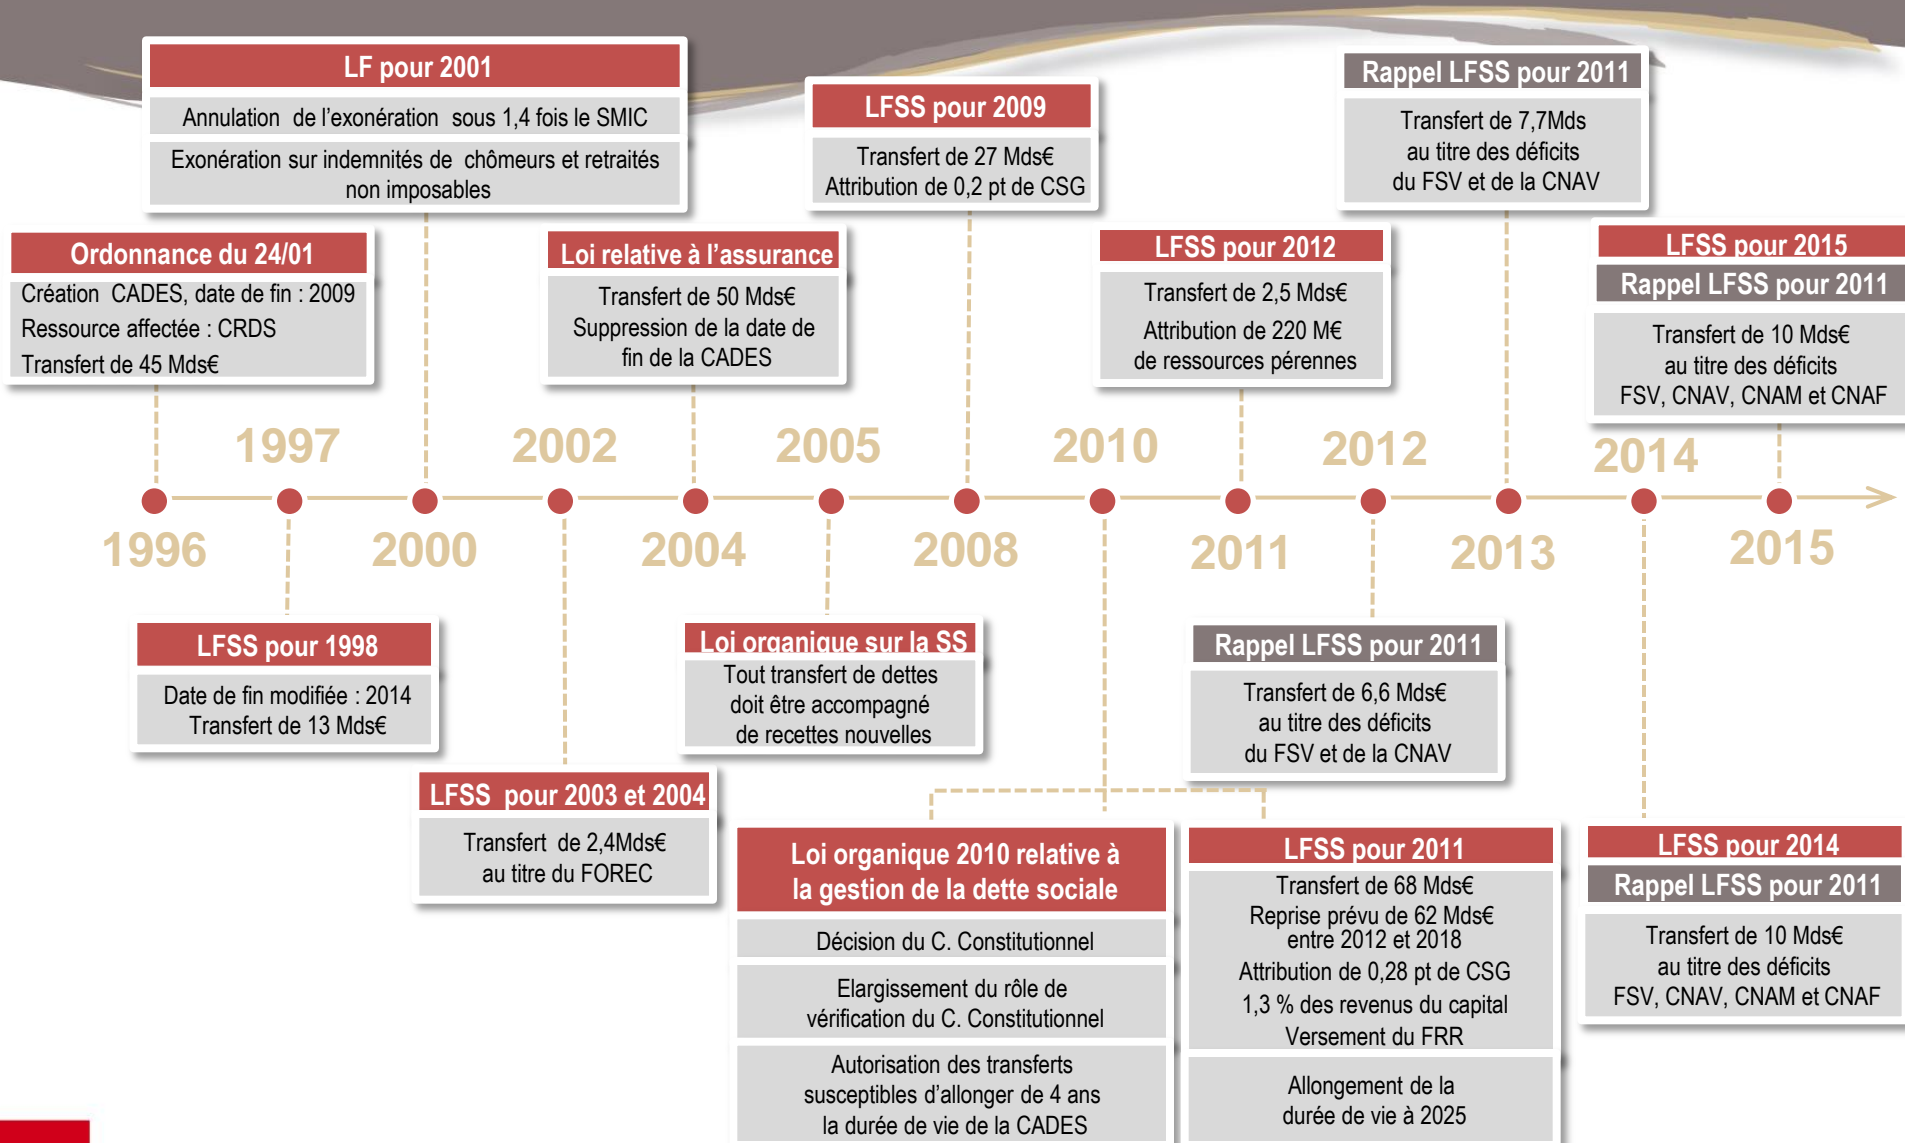 LF pour 2001
Annulation de l'exonération sous 1,4 fois le SMIC
Exonération sur indemnités de chômeurs et retraités
non imposables
LFSS pour 2009
Transfert de 27 Mds€
Attribution de 0,2 pt de CSG
Rappel LFSS pour 2011
Transfert de 7,7Mds
au titre des déficits
du FSV et de la CNAV
Ordonnance du 24/01
Création CADES, date de fin : 2009
Ressource affectée : CRDS
Transfert de 45 Mds€
Loi relative à l'assurance
Transfert de 50 Mds€
Suppression de la date de
fin de la CADES
LFSS pour 2012
Transfert de 2,5 Mds€
Attribution de 220 M€
de ressources pérennes
LFSS pour 2015
Rappel LFSS pour 2011
Transfert de 10 Mds€
au titre des déficits
FSV, CNAV, CNAM et CNAF
1997
2002
2005
2010
2012
2014
1996
2000
2004
2008
2011
2013
2015
LFSS pour 1998
Date de fin modifiée : 2014
Transfert de 13 Mds€
Loi organique sur la SS
Tout transfert de dettes
doit être accompagné
de recettes nouvelles
Rappel LFSS pour 2011
Transfert de 6,6 Mds€
au titre des déficits
du FSV et de la CNAV
LFSS pour 2003 et 2004
Transfert de 2,4Mds€
au titre du FOREC
Loi organique 2010 relative à
la gestion de la dette sociale
Décision du C. Constitutionnel
Elargissement du rôle de
vérification du C. Constitutionnel
Autorisation des transferts
susceptibles d'allonger de 4 ans
la durée de vie de la CADES
LFSS pour 2011
Transfert de 68 Mds€
Reprise prévu de 62 Mds€
entre 2012 et 2018
Attribution de 0,28 pt de CSG
1,3 % des revenus du capital
Versement du FRR
Allongement de la
durée de vie à 2025
LFSS pour 2014
Rappel LFSS pour 2011
Transfert de 10 Mds€
au titre des déficits
FSV, CNAV, CNAM et CNAF